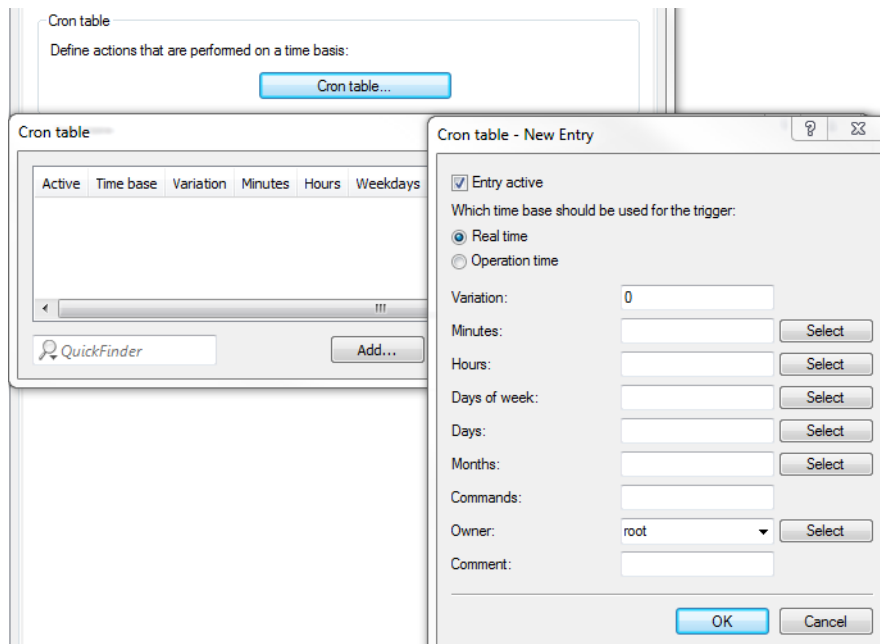 Cron table
Define actions that are performed on a time basis:
Cron table...
Cron table
Active Time base Variation Minutes Hours Weekdays
QuickFinder
Add...
Cron table - New Entry
Entry active
Which time base should be used for the trigger:
Real time
Operation time
Variation: 0
Minutes: Select
Hours: Select
Days of week: Select
Days: Select
Months: Select
Commands:
Owner: root Select
Comment:
OK Cancel